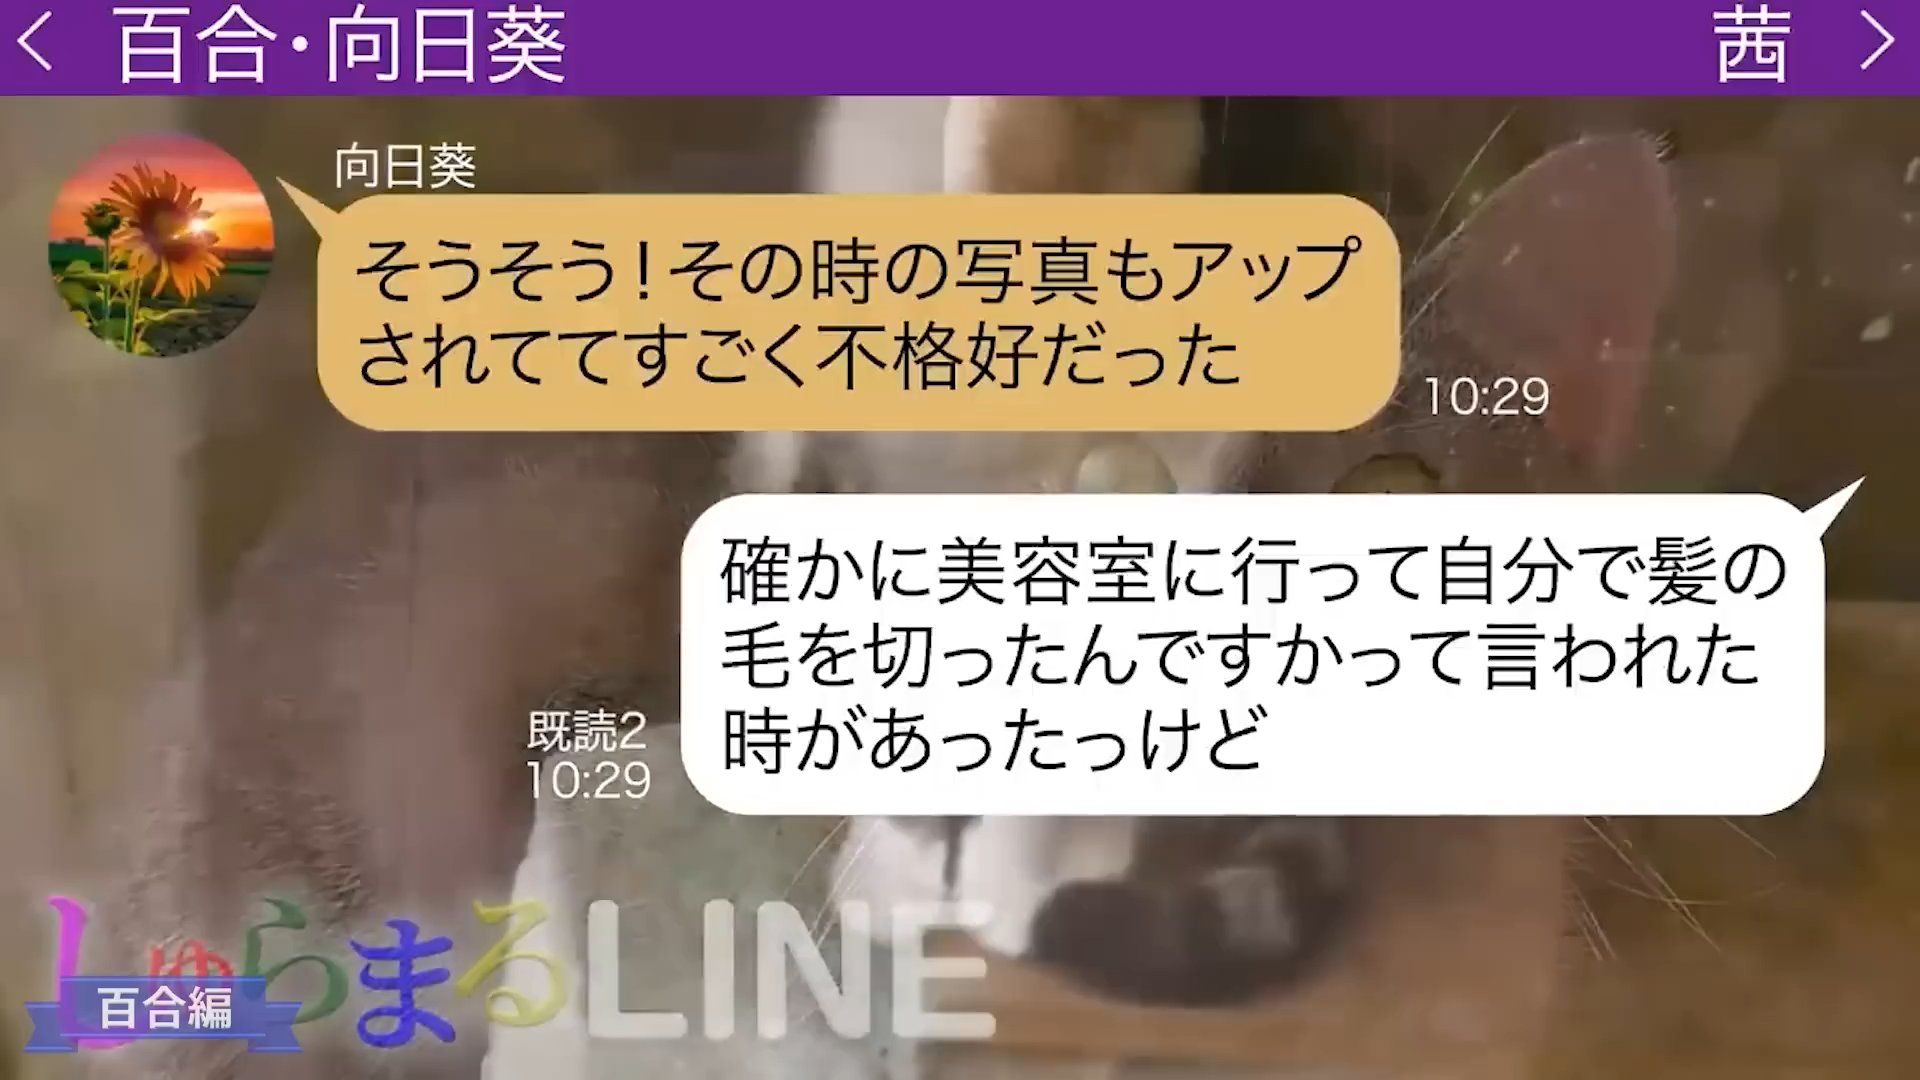 百合・向日葵
茜
向日葵
そうそう！その時の写真もアップ
されててすごく不格好だった
10:29
確かに美容室に行って自分で髪の
毛を切ったんですかって言われた
時があったっけど
既読2
10:29
しゅらまるLINE
百合編